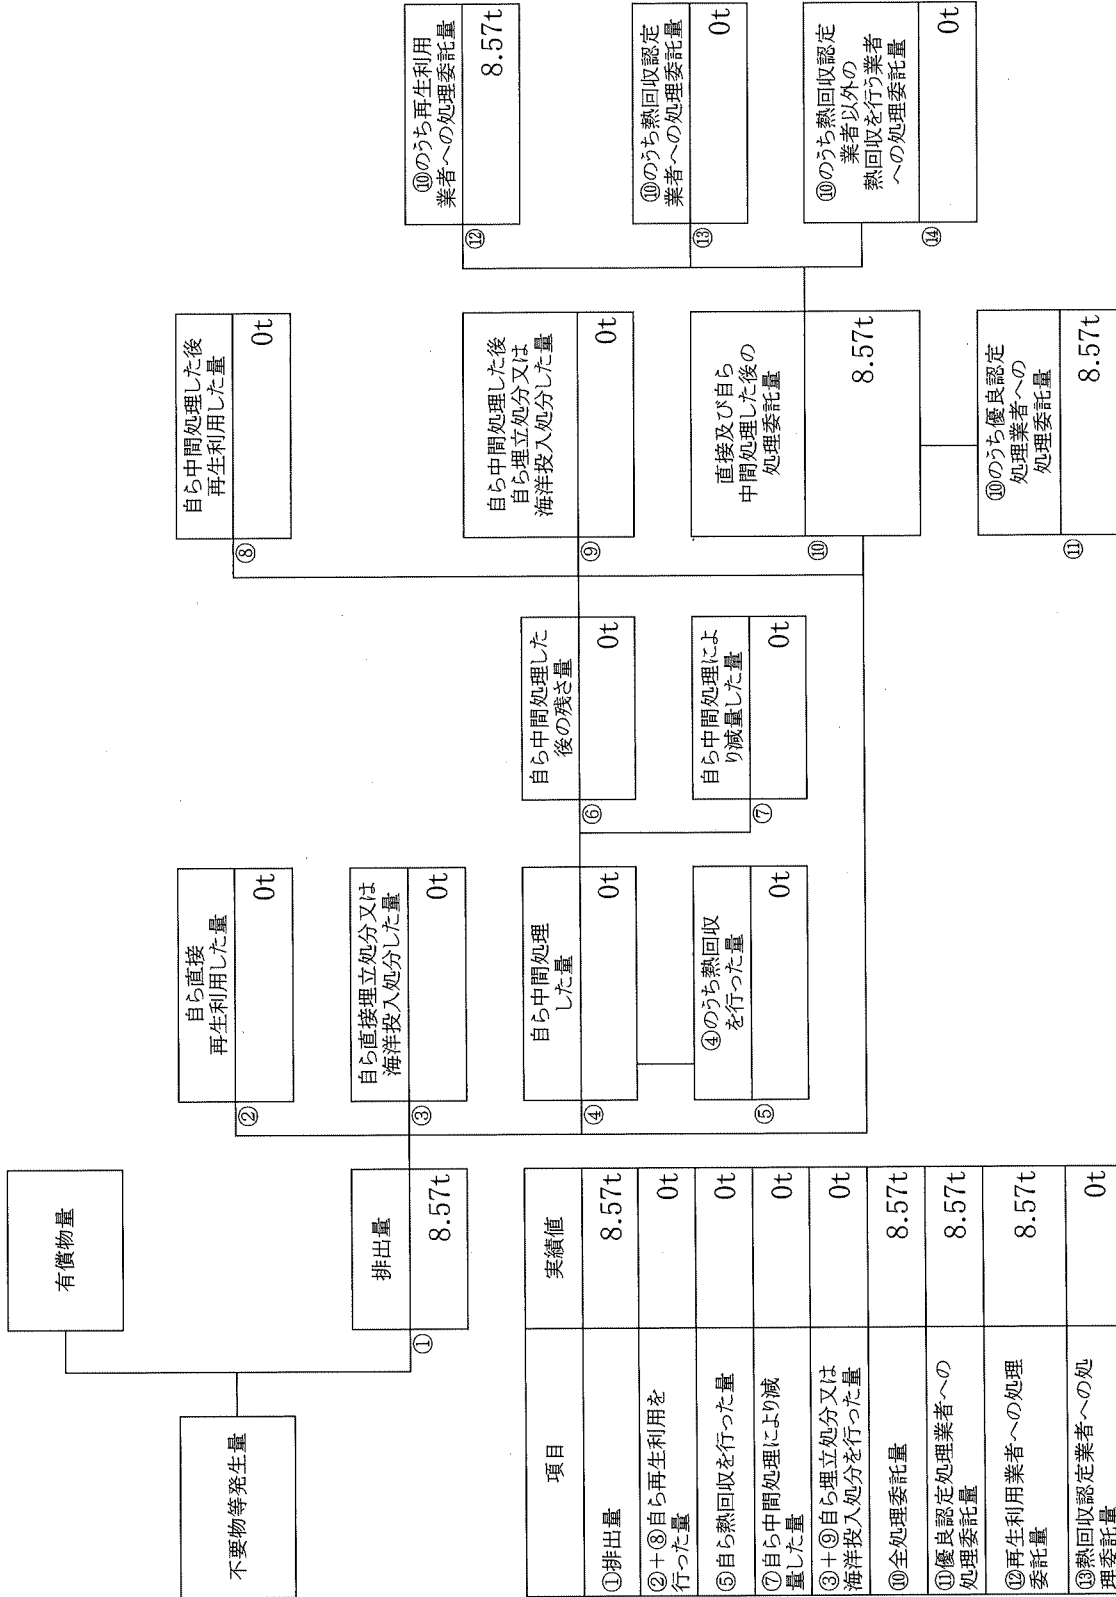 有償物量
不要物等発生量
排出量
①
8.57t
自ら直接
再生利用した量
②
0t
自ら直接埋立処分又は
海洋投入処分した量
③
0t
自ら中間処理
した量
④
0t
④のうち熱回収
を行った量
⑤
0t
自ら中間処理した
後の残さ量
⑥
0t
自ら中間処理によ
り減量した量
⑦
0t
自ら中間処理した後
再生利用した量
⑧
0t
自ら中間処理した後
自ら埋立処分又は
海洋投入処分した量
⑨
0t
直接及び自ら
中間処理した後の
処理委託量
⑩
8.57t
⑩のうち優良認定
処理業者への
処理委託量
⑪
8.57t
⑩のうち再生利用
業者への処理委託量
⑫
8.57t
⑩のうち熱回収認定
業者への処理委託量
⑬
0t
⑩のうち熱回収認定
業者以外の
熱回収を行う業者
への処理委託量
⑭
0t
項目 実績値
①排出量 8.57t
②+⑧自ら再生利用を
行った量 0t
⑤自ら熱回収を行った量 0t
⑦自ら中間処理により減
量した量 0t
③+⑨自ら埋立処分又は
海洋投入処分を行った量 0t
⑩全処理委託量 8.57t
⑪優良認定処理業者への
処理委託量 8.57t
⑫再生利用業者への処理
委託量 8.57t
⑬熱回収認定業者への処
理委託量 0t